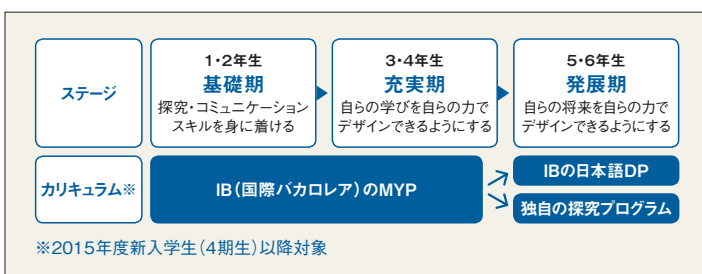 ステージ
1・2年生
基礎期
探究・コミュニケーション
スキルを身に着ける
3・4年生
充実期
自らの学びを自らの力で
デザインできるようにする
5・6年生
発展期
自らの将来を自らの力で
デザインできるようにする
カリキュラム※
IB(国際バカロレア)のMYP
IBの日本語DP
独自の探究プログラム
※2015年度新入学生(4期生)以降対象